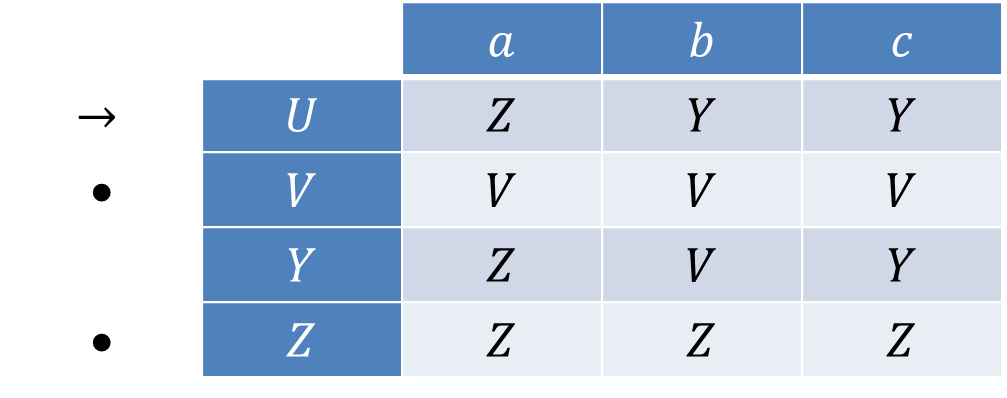 a b c
→ U Z Y Y
• V V V V
Y Z V Y
• Z Z Z Z